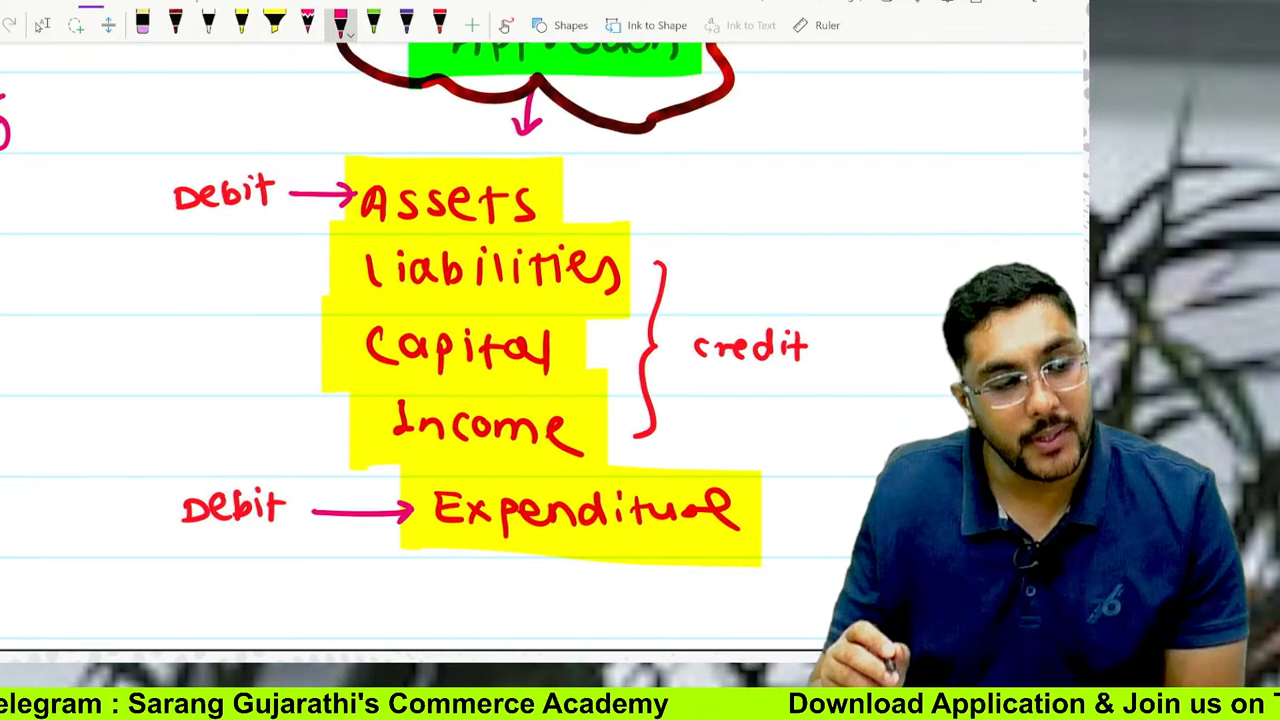 Shapes Ink to Shape Ink to Text Ruler
Debit Assets
Liabilities
Capital credit
Income
Debit Expenditure
elegram : Sarang Gujarathi's Commerce Academy Download Application & Join us on T